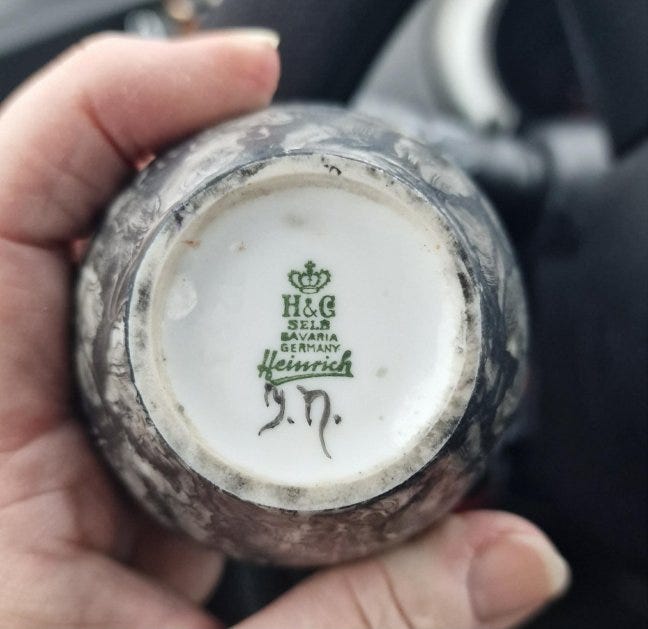 H&C
SELB
BAVARIA
GERMANY
Heinrich
J. N.